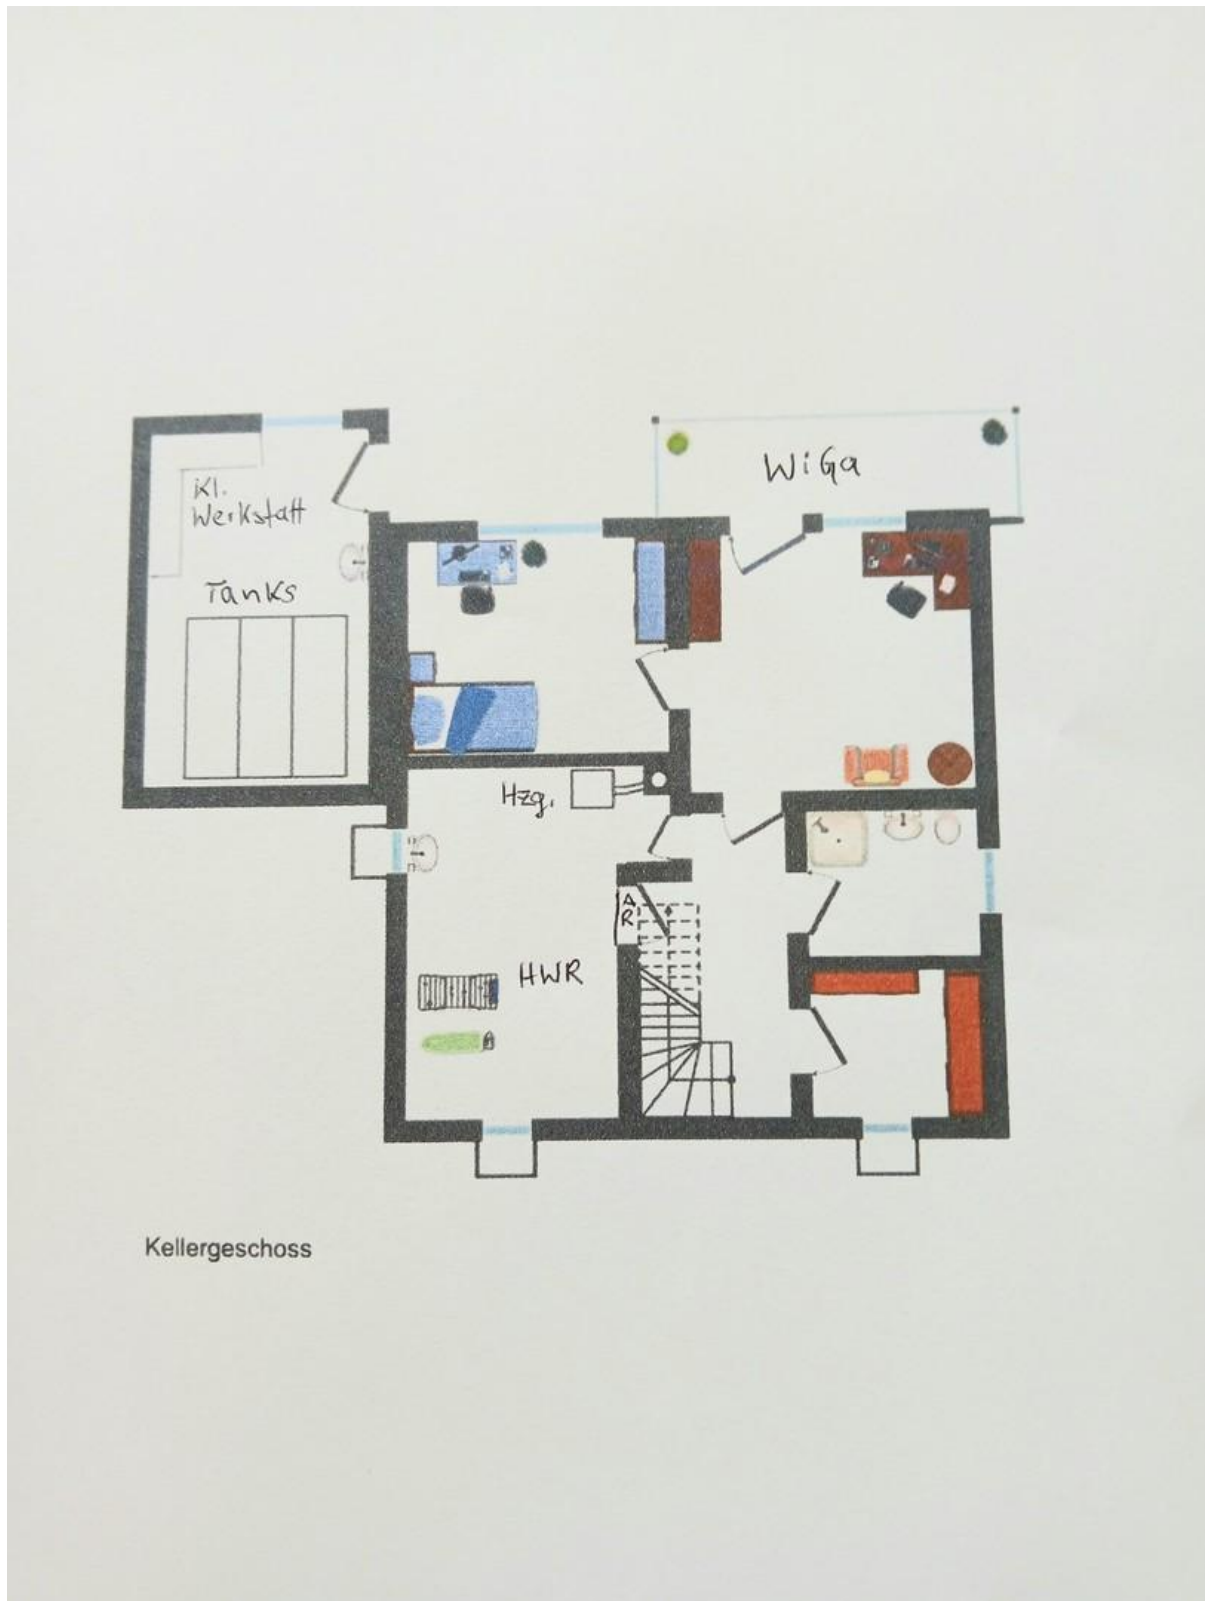 WiGa
Kl.
Werkstatt
Tanks
Hzg.
A
R
HWR
Kellergeschoss